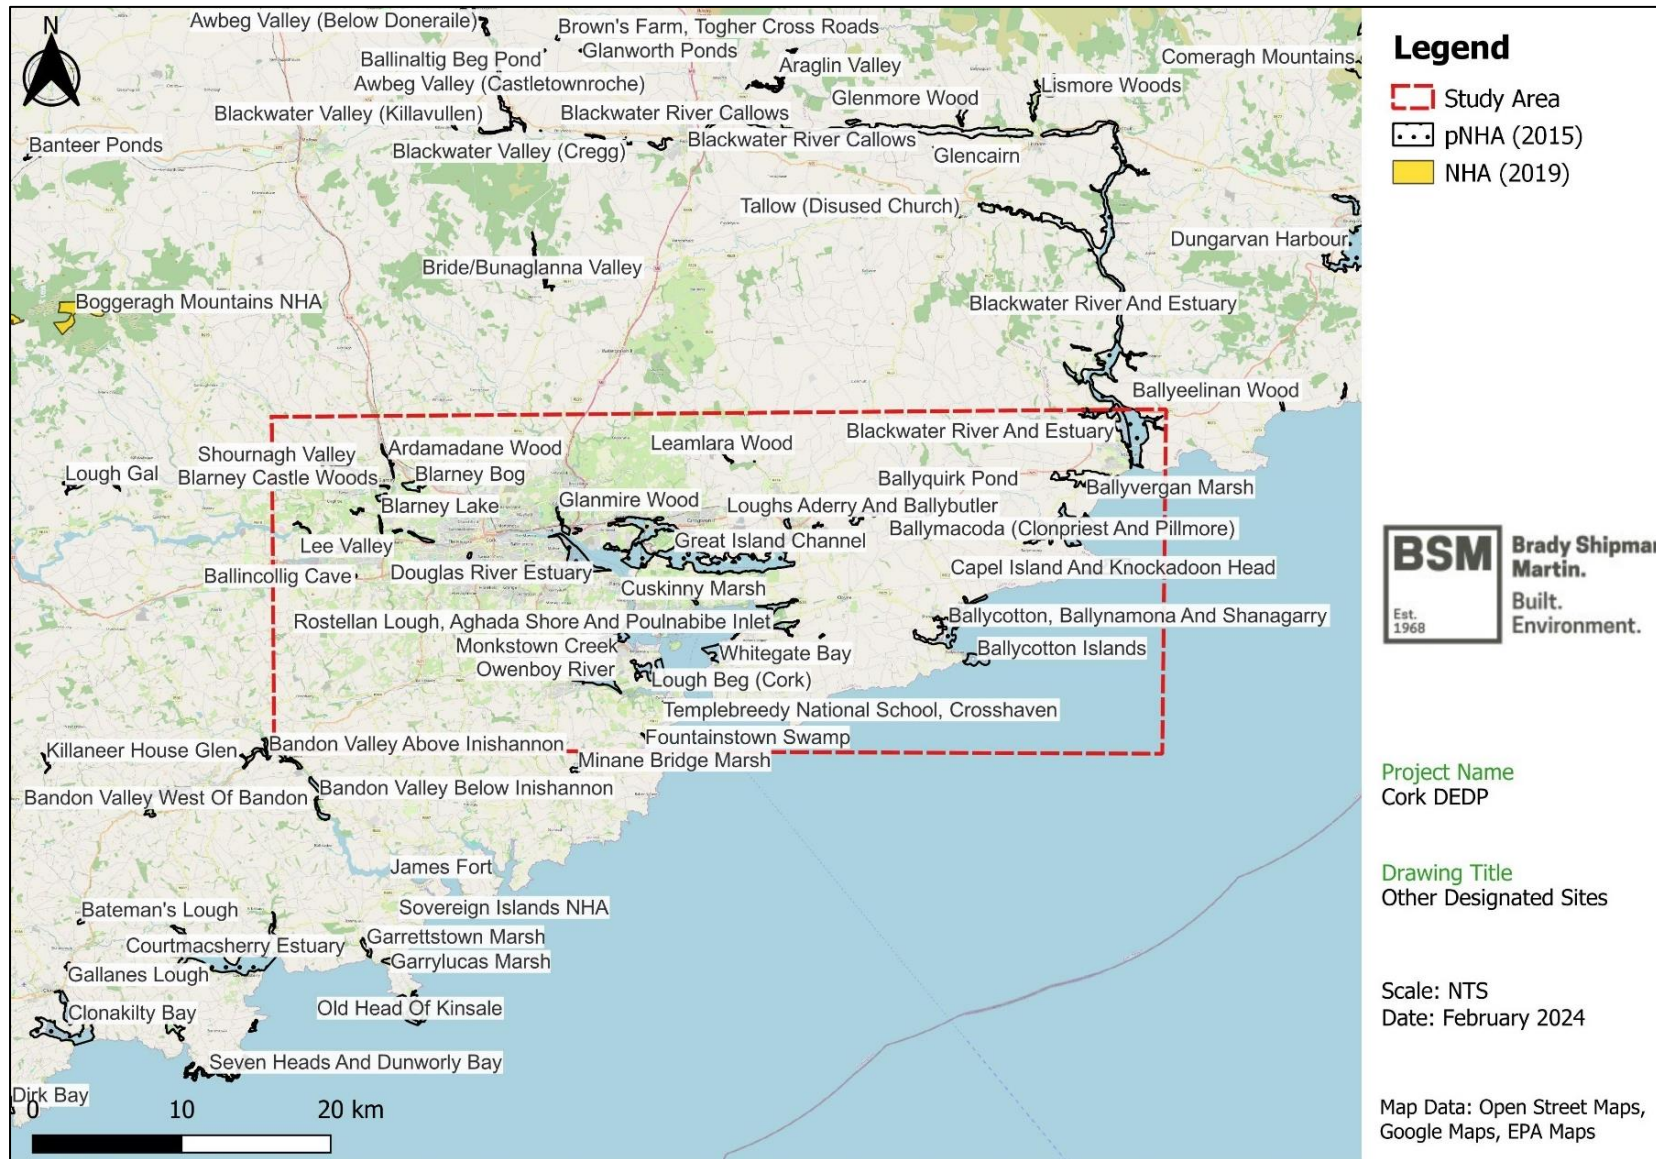 N
Awbeg Valley (Below Doneraile)
Brown's Farm, Togher Cross Roads
Glanworth Ponds
Ballinaltig Beg Pond
Araglin Valley
Comeragh Mountains
Awbeg Valley (Castletownroche)
Lismore Woods
Glenmore Wood
Blackwater Valley (Killavullen)
Blackwater River Callows
Banteer Ponds
Blackwater Valley (Cregg)
Blackwater River Callows
Glencairn
Tallow (Disused Church)
Dungarvan Harbour
Bride/Bunaglanna Valley
Boggeragh Mountains NHA
Blackwater River And Estuary
Ballyeelinan Wood
Blackwater River And Estuary
Ardamadane Wood
Leamlara Wood
Shournagh Valley
Lough Gal
Blarney Castle Woods
Blarney Bog
Ballyquirk Pond
Ballyvergan Marsh
Blarney Lake
Glanmire Wood
Loughs Aderry And Ballybutler
Ballymacoda (Clonpriest And Pillmore)
Lee Valley
Great Island Channel
Ballincollig Cave
Douglas River Estuary
Capel Island And Knockadoon Head
Cuskinny Marsh
Rostellan Lough, Aghada Shore And Poulnabibe Inlet
Ballycotton, Ballynamona And Shanagarry
Monkstown Creek
Whitegate Bay
Ballycotton Islands
Owenboy River
Lough Beg (Cork)
Templebreedy National School, Crosshaven
Killaneer House Glen
Bandon Valley Above Inishannon
Fountainstown Swamp
Minane Bridge Marsh
Bandon Valley West Of Bandon
Bandon Valley Below Inishannon
James Fort
Bateman's Lough
Sovereign Islands NHA
Courtmacsherry Estuary
Garrettstown Marsh
Garrylucas Marsh
Gallanes Lough
Clonakilty Bay
Old Head Of Kinsale
Seven Heads And Dunworly Bay
Dirk Bay
0
10
20 km
Legend
Study Area
pNHA (2015)
NHA (2019)
BSM
Est.
1968
Brady Shipma
Martin.
Built.
Environment.
Project Name
Cork DEDP
Drawing Title
Other Designated Sites
Scale: NTS
Date: February 2024
Map Data: Open Street Maps,
Google Maps, EPA Maps